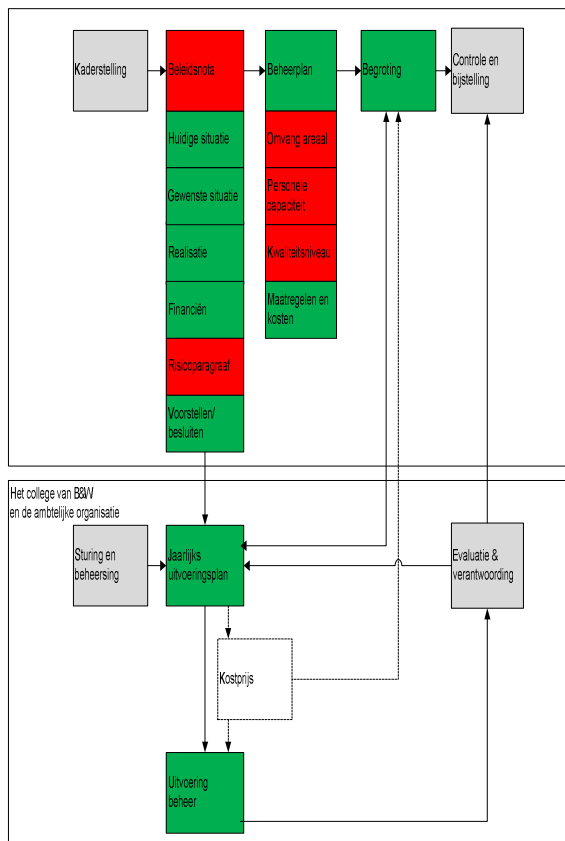 Kaderstelling
Beleidsnota
Beheerplan
Begroting
Controle en
bijstelling
Huidige situatie
Gewenste situatie
Realisatie
Financiën
Risicoparagraaf
Voorstellen/
besluiten
Omvang areaal
Personele
capaciteit
Kwaliteitsniveau
Maatregelen en
kosten
Het college van B&W
en de ambtelijke organisatie
Sturing en
beheersing
Jaarlijks
uitvoeringsplan
Evaluatie &
verantwoording
Kostprijs
Uitvoering
beheer